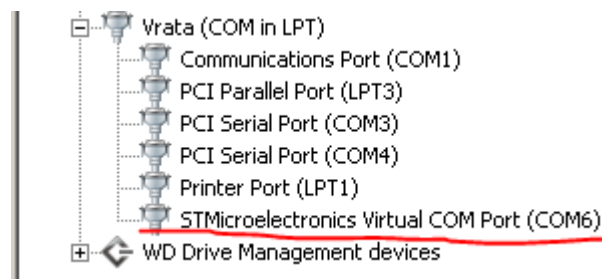 Vrata (COM in LPT)
Communications Port (COM1)
PCI Parallel Port (LPT3)
PCI Serial Port (COM3)
PCI Serial Port (COM4)
Printer Port (LPT1)
STMicroelectronics Virtual COM Port (COM6)
WD Drive Management devices